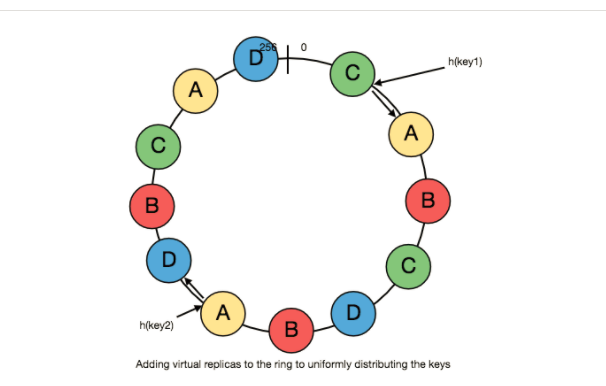 256 0
D
C
h(key1)
A
A
C
B
B
D
C
A
D
B
h(key2)
Adding virtual replicas to the ring to uniformly distributing the keys